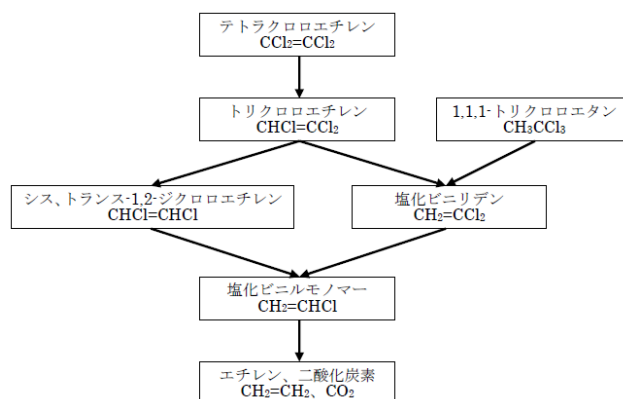 テトラクロロエチレン
CCl₂=CCl₂
トリクロロエチレン
CHCl=CCl₂
1,1,1-トリクロロエタン
CH₃CCl₃
シス、トランス-1,2-ジクロロエチレン
CHCl=CHCl
塩化ビニリデン
CH₂=CCl₂
塩化ビニルモノマー
CH₂=CHCl
エチレン、二酸化炭素
CH₂=CH₂、CO₂